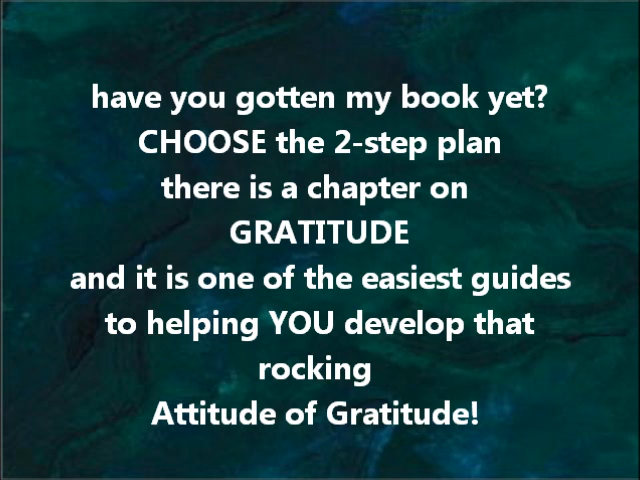 have you gotten my book yet?
CHOOSE the 2-step plan
there is a chapter on
GRATITUDE
and it is one of the easiest guides
to helping YOU develop that
rocking
Attitude of Gratitude!